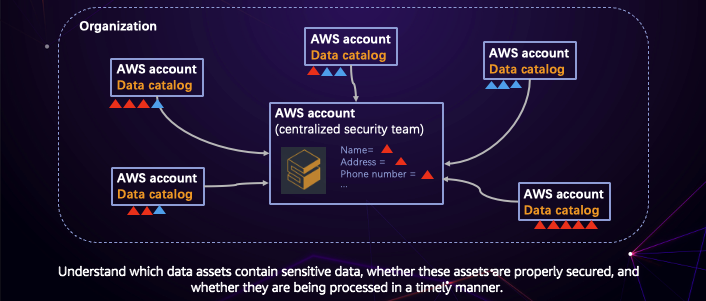 Organization
AWS account
Data catalog
AWS account
Data catalog
AWS account
Data catalog
AWS account
(centralized security team)
Name=
Address =
Phone number =
...
AWS account
Data catalog
AWS account
Data catalog
Understand which data assets contain sensitive data, whether these assets are properly secured, and
whether they are being processed in a timely manner.